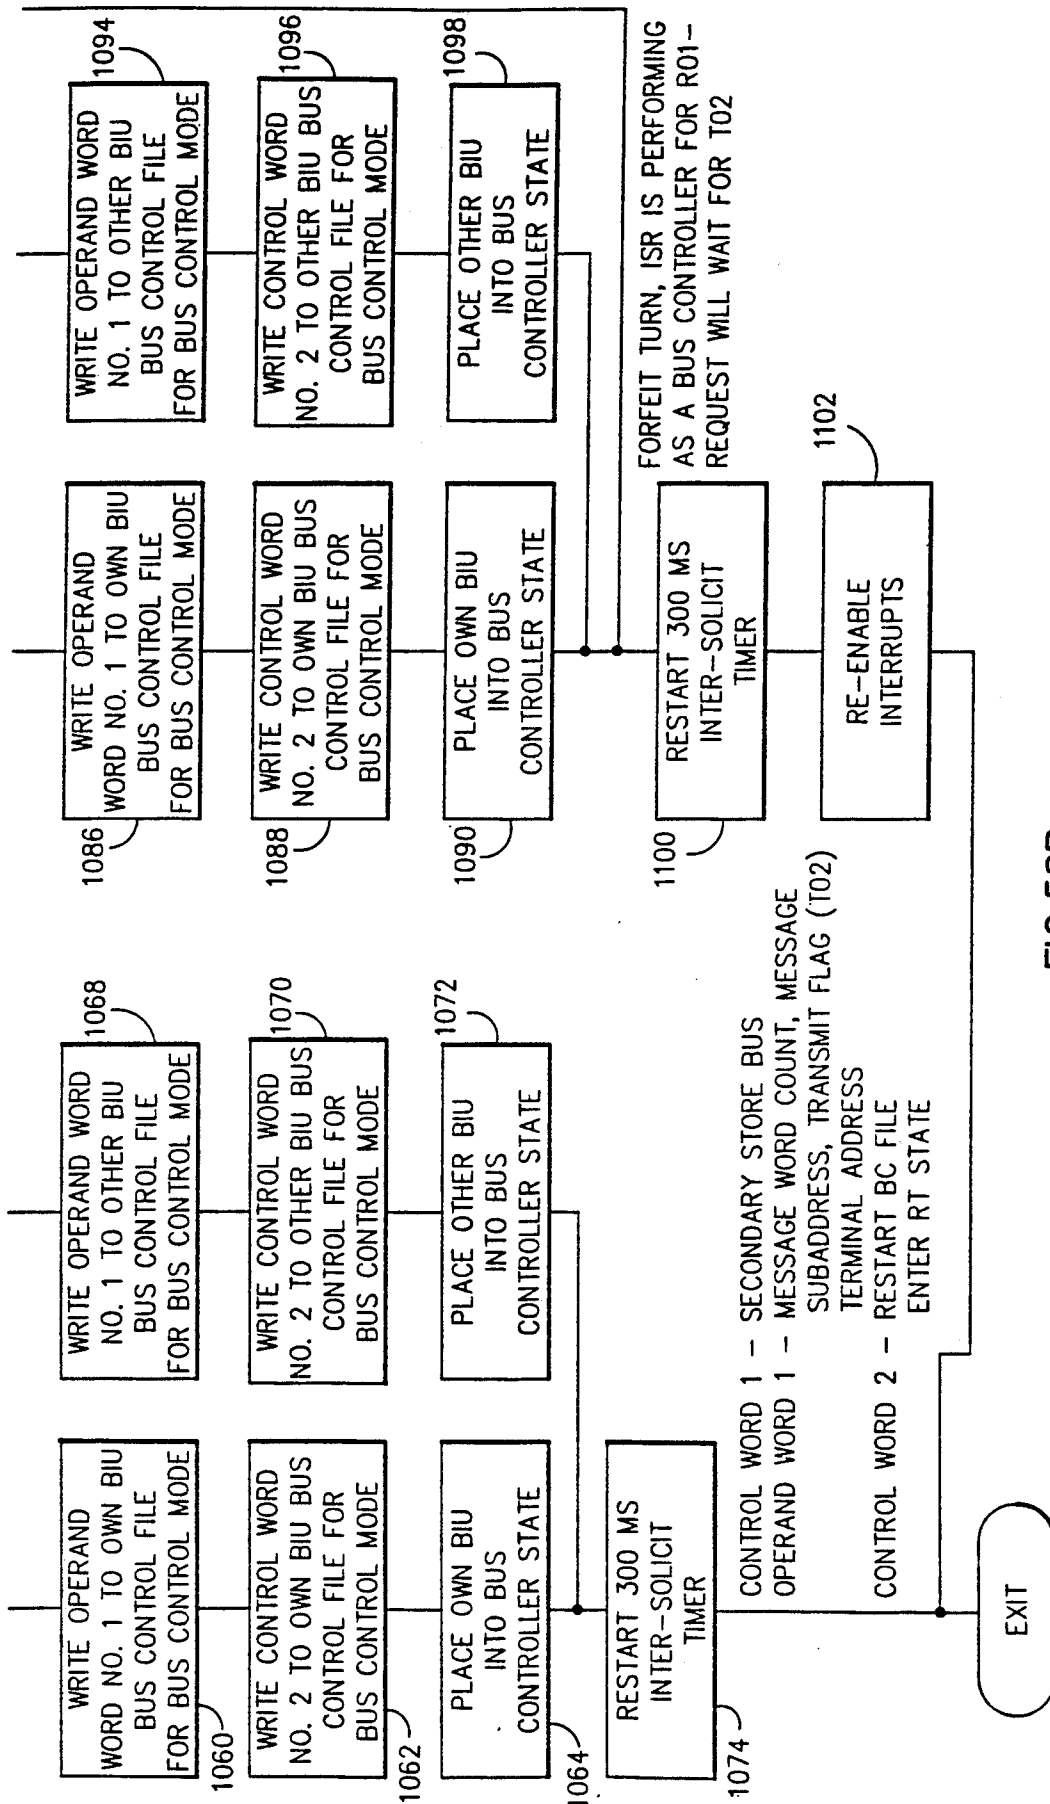 WRITE OPERAND
WORD NO. 1 TO OWN BIU
BUS CONTROL FILE
FOR BUS CONTROL MODE
1060
WRITE CONTROL WORD
NO. 2 TO OWN BIU BUS
CONTROL FILE FOR
BUS CONTROL MODE
1062
PLACE OWN BIU
INTO BUS
CONTROLLER STATE
1064
RESTART 300 MS
INTER-SOLICIT
TIMER
1074
WRITE OPERAND WORD
NO. 1 TO OTHER BIU
BUS CONTROL FILE
FOR BUS CONTROL MODE
1068
WRITE CONTROL WORD
NO. 2 TO OTHER BIU BUS
CONTROL FILE FOR
BUS CONTROL MODE
1070
PLACE OTHER BIU
INTO BUS
CONTROLLER STATE
1072
CONTROL WORD 1 - SECONDARY STORE BUS
OPERAND WORD 1 - MESSAGE WORD COUNT, MESSAGE
SUBADDRESS, TRANSMIT FLAG (T02)
TERMINAL ADDRESS
CONTROL WORD 2 - RESTART BC FILE
ENTER RT STATE
EXIT
WRITE OPERAND
WORD NO. 1 TO OWN BIU
BUS CONTROL FILE
FOR BUS CONTROL MODE
1086
WRITE CONTROL WORD
NO. 2 TO OWN BIU BUS
CONTROL FILE FOR
BUS CONTROL MODE
1088
PLACE OWN BIU
INTO BUS
CONTROLLER STATE
1090
RESTART 300 MS
INTER-SOLICIT
TIMER
1100
RE-ENABLE
INTERRUPTS
1102
WRITE OPERAND WORD
NO. 1 TO OTHER BIU
BUS CONTROL FILE
FOR BUS CONTROL MODE
1094
WRITE CONTROL WORD
NO. 2 TO OTHER BIU BUS
CONTROL FILE FOR
BUS CONTROL MODE
1096
PLACE OTHER BIU
INTO BUS
CONTROLLER STATE
1098
FORFEIT TURN, ISR IS PERFORMING
AS A BUS CONTROLLER FOR R01-
REQUEST WILL WAIT FOR T02